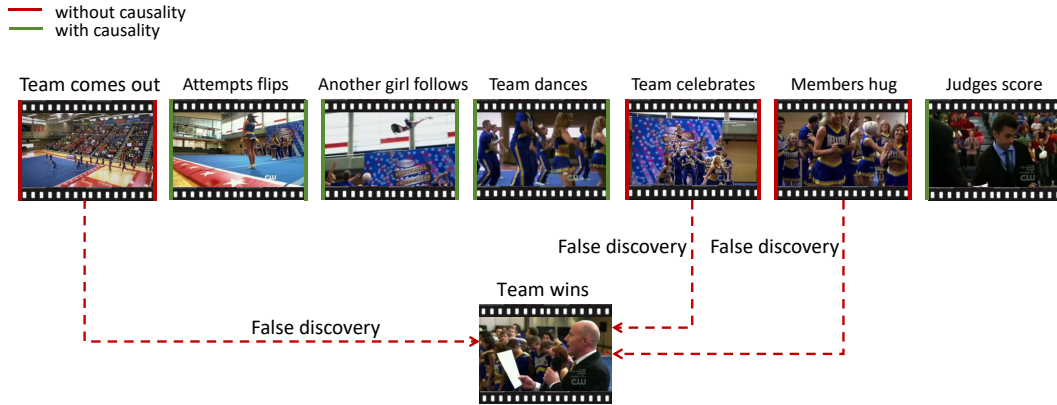 without causality
with causality
Team comes out
Attempts flips
Another girl follows
Team dances
Team celebrates
Members hug
Judges score
False discovery
False discovery
Team wins
False discovery
CW